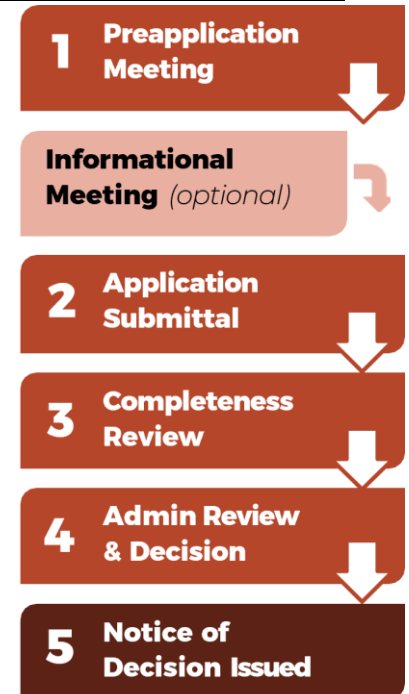 1
Preapplication
Meeting
Informational
Meeting (optional)
2
Application
Submittal
3
Completeness
Review
4
Admin Review
& Decision
5
Notice of
Decision Issued